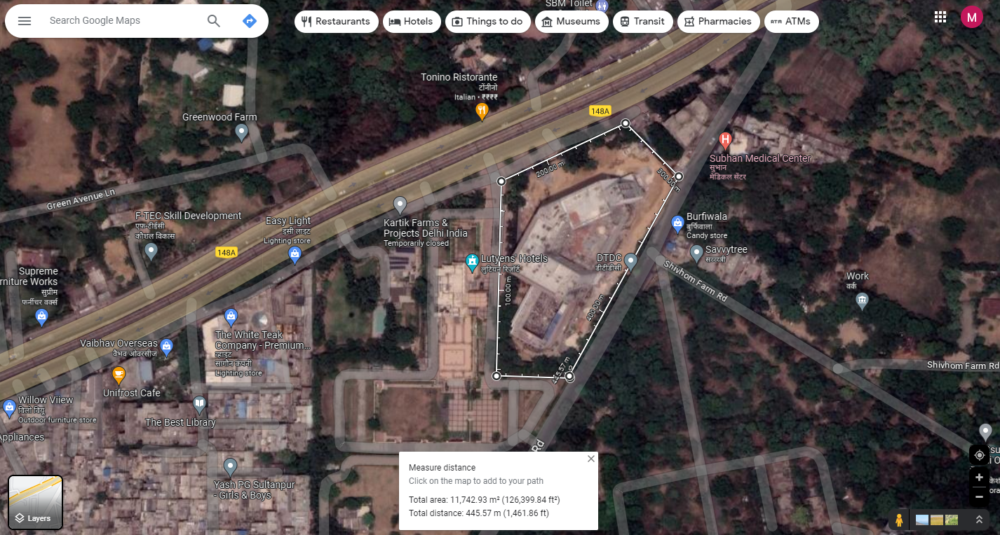 SBM Toilet
Search Google Maps
Restaurants
Hotels
Things to do
Museums
Transit
Pharmacies
ATMs
M
Tonino Ristorante
टोंनीनो
Italian • ₹₹₹₹
148A
Greenwood Farm
H
Subhan Medical Center
सुभान
मेडिकल सेंटर
200.00 m
300.00 m
Green Avenue Ln
F-TEC Skill Development
एफ-टीईसी
कौशल विकास
Easy Light
इसी लाइट
Lighting store
Kartik Farms &
Projects Delhi India
Temporarily closed
Burfiwala
बुर्फिवाला
Candy store
148A
Savvytree
Lutyens' Hotels
लुटियन रिजॉर्ट
DTDC
डीटीडीसी
Shivhom Farm Rd
Supreme
rniture Works
सुप्रीम
फर्नीचर वर्क्स
Work
वर्क
100.00 m
400.00 m
The White Teak
Company - Premium...
व्हाइट
सागौन कंपनी
Lighting store
Vaibhav Overseas
वैभव ओवरसीज
445.57 m
0
Shivhom Farm Rd
Unifrost Cafe
Willow View
विलो वियु
Outdoor furniture store
The Best Library
Appliances
Rd
Yash PG Sultanpur
- Girls & Boys
Layers
Measure distance
Click on the map to add to your path
Total area: 11,742.93 m² (126,399.84 ft²)
Total distance: 445.57 m (1,461.86 ft)